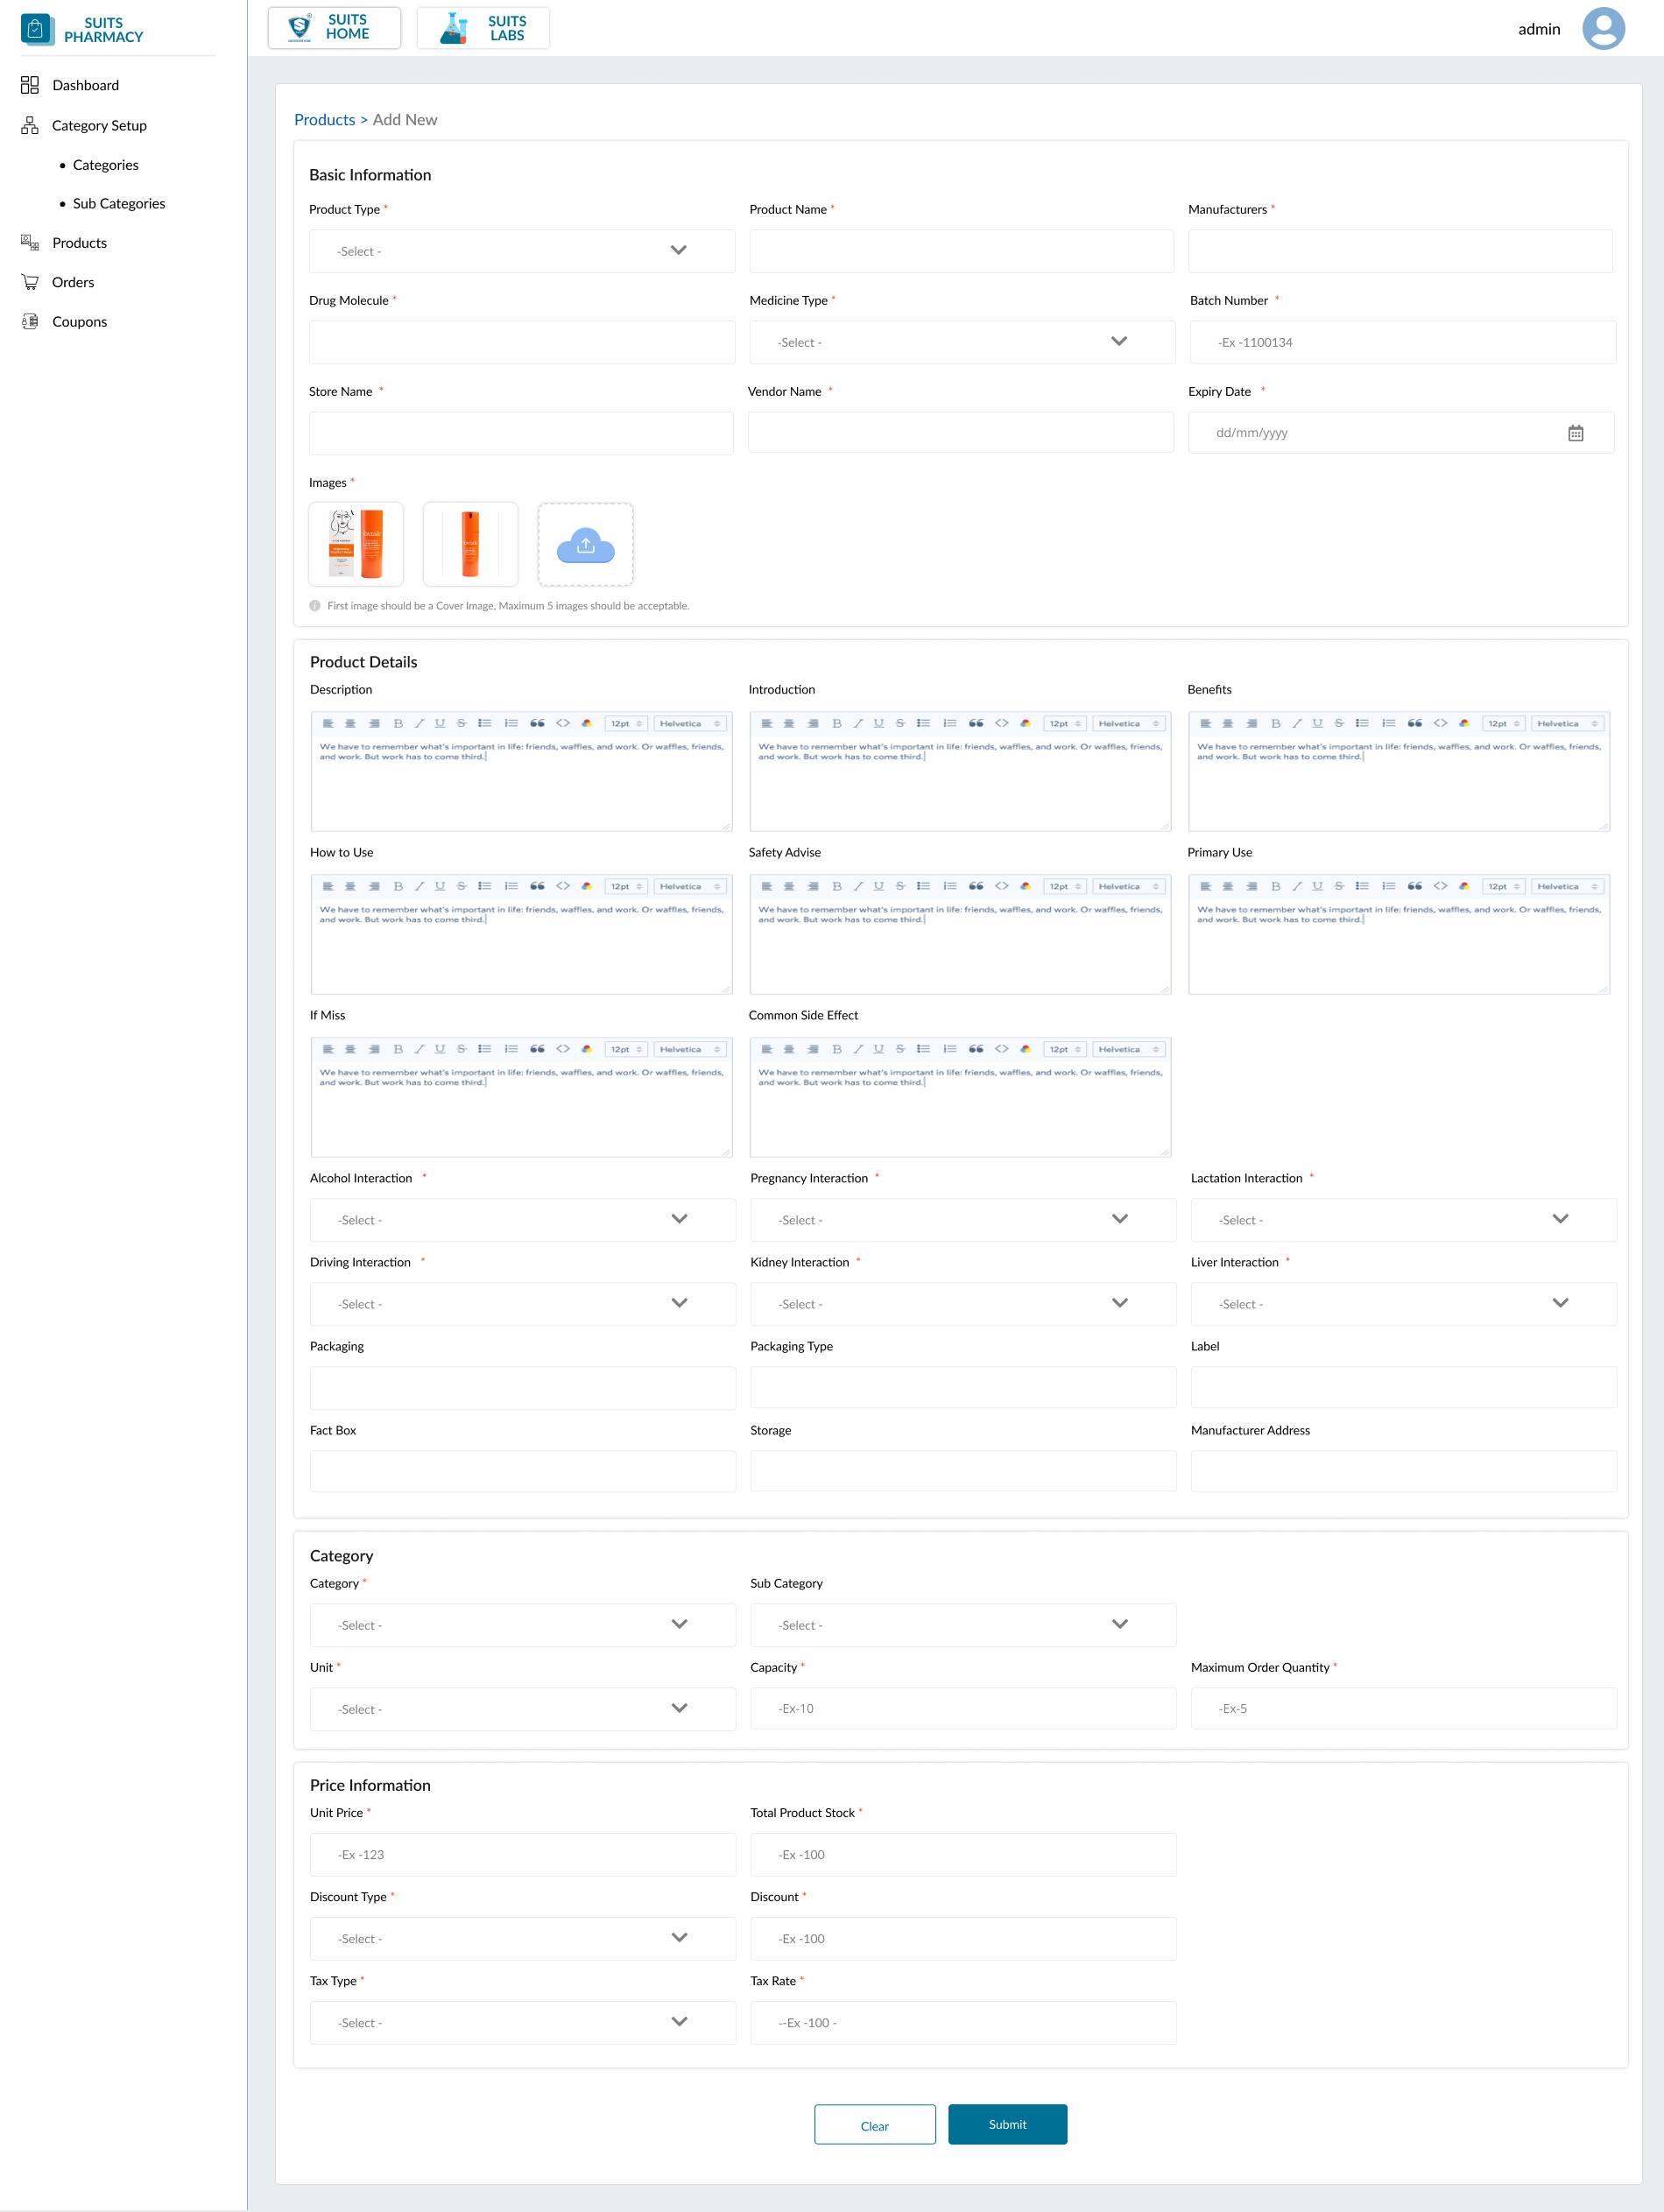 SUITS
PHARMACY
SUITS
HOME
SUITS
LABS
admin
Dashboard
Category Setup
Categories
Sub Categories
Products
Orders
Coupons
Products > Add New
Basic Information
Product Type * Product Name * Manufacturers *
-Select -
Drug Molecule * Medicine Type * Batch Number *
-Select - -Ex -1100134
Store Name * Vendor Name * Expiry Date *
dd/mm/yyyy
Images *
First image should be a Cover Image, Maximum 5 images should be acceptable.
Product Details
Description Introduction Benefits
12pt Helvetica 12pt Helvetica 12pt Helvetica
We have to remember what's important in life: friends, waffles, and work. Or waffles, friends, We have to remember what's important in life: friends, waffles, and work. Or waffles, friends, We have to remember what's important in life: friends, waffles, and work. Or waffles, friends,
and work. But work has to come third. and work. But work has to come third. and work. But work has to come third.
How to Use Safety Advise Primary Use
12pt Helvetica 12pt Helvetica 12pt Helvetica
We have to remember what's important in life: friends, waffles, and work. Or waffles, friends, We have to remember what's important in life: friends, waffles, and work. Or waffles, friends, We have to remember what's important in life: friends, waffles, and work. Or waffles, friends,
and work. But work has to come third. and work. But work has to come third. and work. But work has to come third.
If Miss Common Side Effect
12pt Helvetica 12pt Helvetica
We have to remember what's important in life: friends, waffles, and work. Or waffles, friends, We have to remember what's important in life: friends, waffles, and work. Or waffles, friends,
and work. But work has to come third. and work. But work has to come third.
Alcohol Interaction * Pregnancy Interaction * Lactation Interaction *
-Select - -Select - -Select -
Driving Interaction * Kidney Interaction * Liver Interaction *
-Select - -Select - -Select -
Packaging Packaging Type Label
Fact Box Storage Manufacturer Address
Category
Category * Sub Category
-Select - -Select -
Unit * Capacity * Maximum Order Quantity *
-Select - -Ex-10 -Ex-5
Price Information
Unit Price * Total Product Stock *
-Ex -123 -Ex -100
Discount Type * Discount *
-Select - -Ex -100
Tax Type * Tax Rate *
-Select - --Ex -100 -
Clear Submit